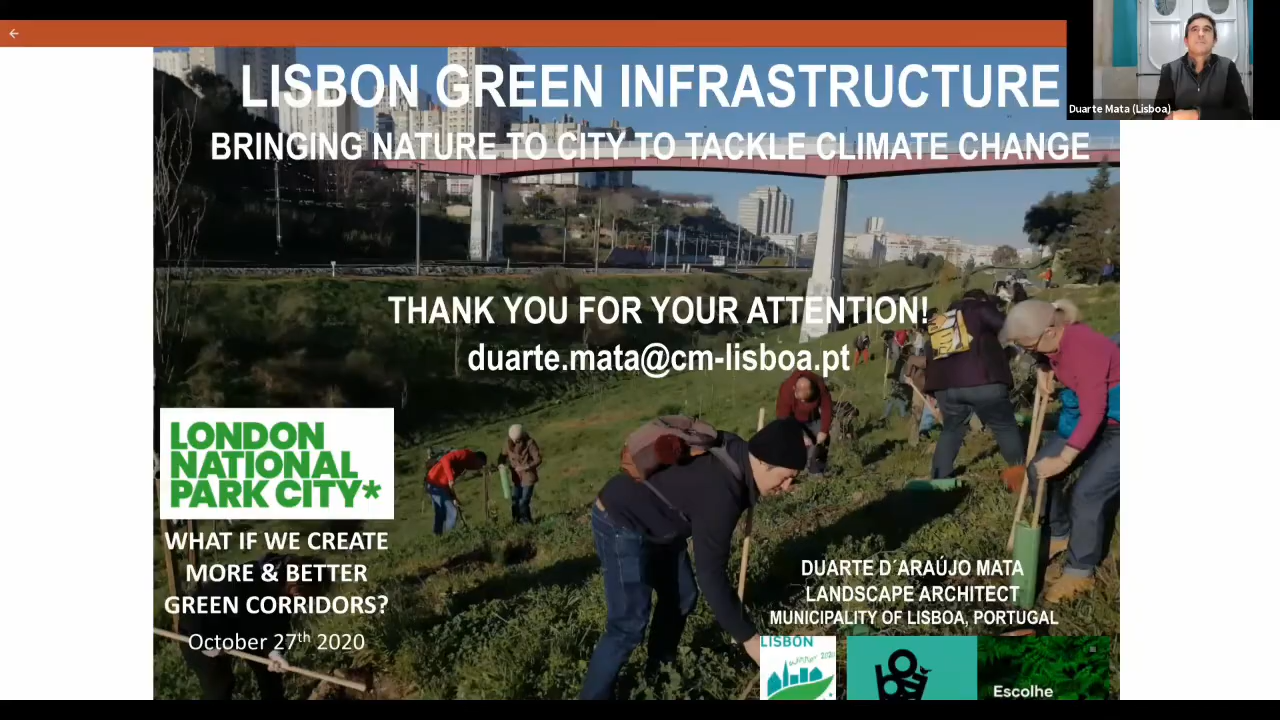 Duarte Mata (Lisboa)
LISBON GREEN INFRASTRUCTURE
BRINGING NATURE TO CITY TO TACKLE CLIMATE CHANGE
THANK YOU FOR YOUR ATTENTION!
duarte.mata@cm-lisboa.pt
LONDON
NATIONAL
PARK CITY*
WHAT IF WE CREATE
MORE & BETTER
GREEN CORRIDORS?
October 27th 2020
DUARTE D´ARAÚJO MATA
LANDSCAPE ARCHITECT
MUNICIPALITY OF LISBOA, PORTUGAL
LISBON
Escolhe